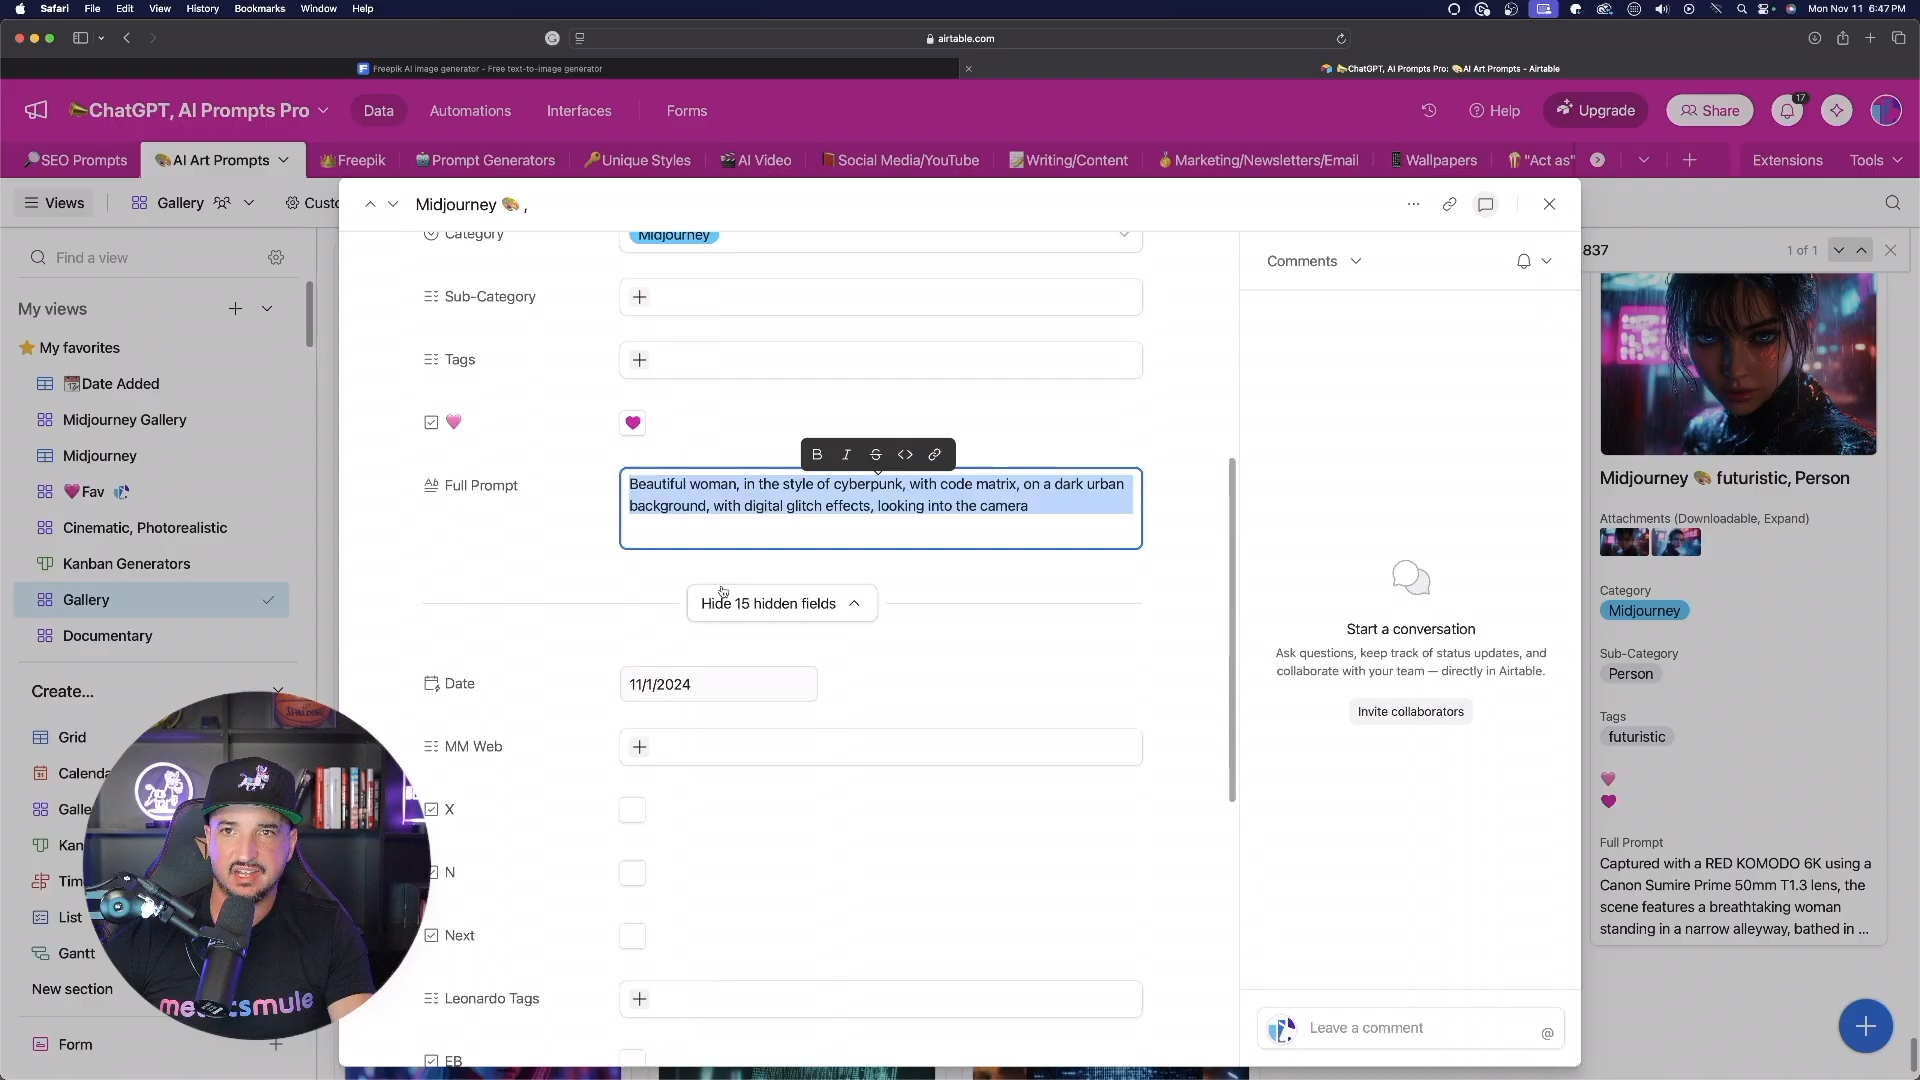 Safari File Edit View History Bookmarks Window Help
Mon Nov 11 6:47 PM
airtable.com
Freepik AI image generator - Free text-to-image generator
ChatGPT, AI Prompts Pro: AI Art Prompts - Airtable
ChatGPT, AI Prompts Pro
Data
Automations
Interfaces
Forms
Help
Upgrade
Share
17
SEO Prompts
AI Art Prompts
Freepik
Prompt Generators
Unique Styles
AI Video
Social Media/YouTube
Writing/Content
Marketing/Newsletters/Email
Wallpapers
"Act as"
Extensions
Tools
Views
Gallery
Custo
Find a view
My views
My favorites
Date Added
Midjourney Gallery
Midjourney
Fav
Cinematic, Photorealistic
Kanban Generators
Gallery
Documentary
Create...
Grid
Calenda
Galle
Kan
Tim
List
Gantt
New section
Form
SPALDING
Midjourney ,
Category
Midjourney
Sub-Category
Tags
Full Prompt
Beautiful woman, in the style of cyberpunk, with code matrix, on a dark urban
background, with digital glitch effects, looking into the camera
B I S <>
Hide 15 hidden fields
Date
11/1/2024
MM Web
X
N
Next
Leonardo Tags
EB
Comments
Start a conversation
Ask questions, keep track of status updates, and
collaborate with your team — directly in Airtable.
Invite collaborators
Leave a comment
@
837
1 of 1
Midjourney futuristic, Person
Attachments (Downloadable, Expand)
Category
Midjourney
Sub-Category
Person
Tags
futuristic
Full Prompt
Captured with a RED KOMODO 6K using a
Canon Sumire Prime 50mm T1.3 lens, the
scene features a breathtaking woman
standing in a narrow alleyway, bathed in ...